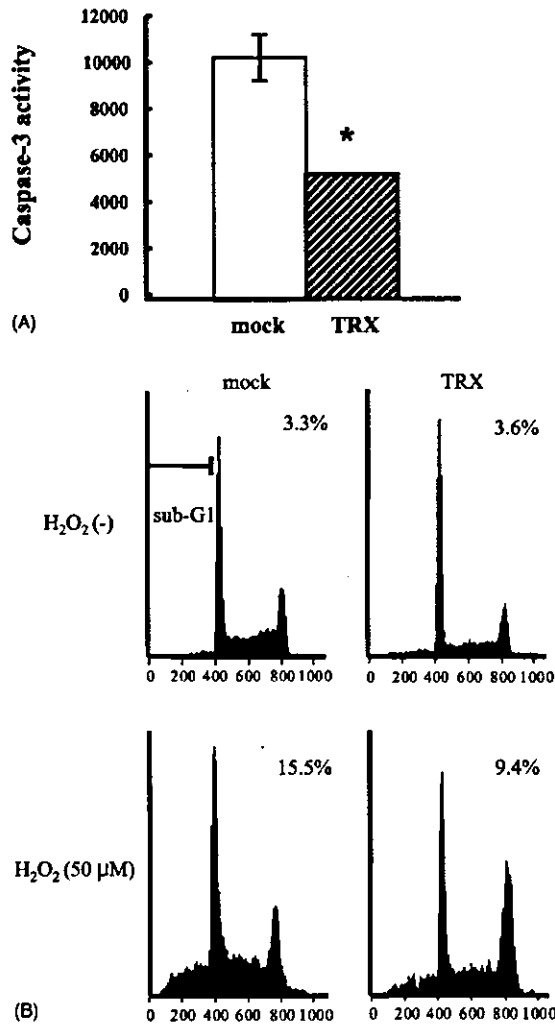 12000
10000
8000
6000
4000
2000
0
Caspase-3 activity
*
mock TRX
(A)
mock TRX
3.3% 3.6%
sub-G1
H₂O₂ (-)
0 200 400 600 800 1000 0 200 400 600 800 1000
15.5% 9.4%
H₂O₂ (50 µM)
0 200 400 600 800 1000 0 200 400 600 800 1000
(B)